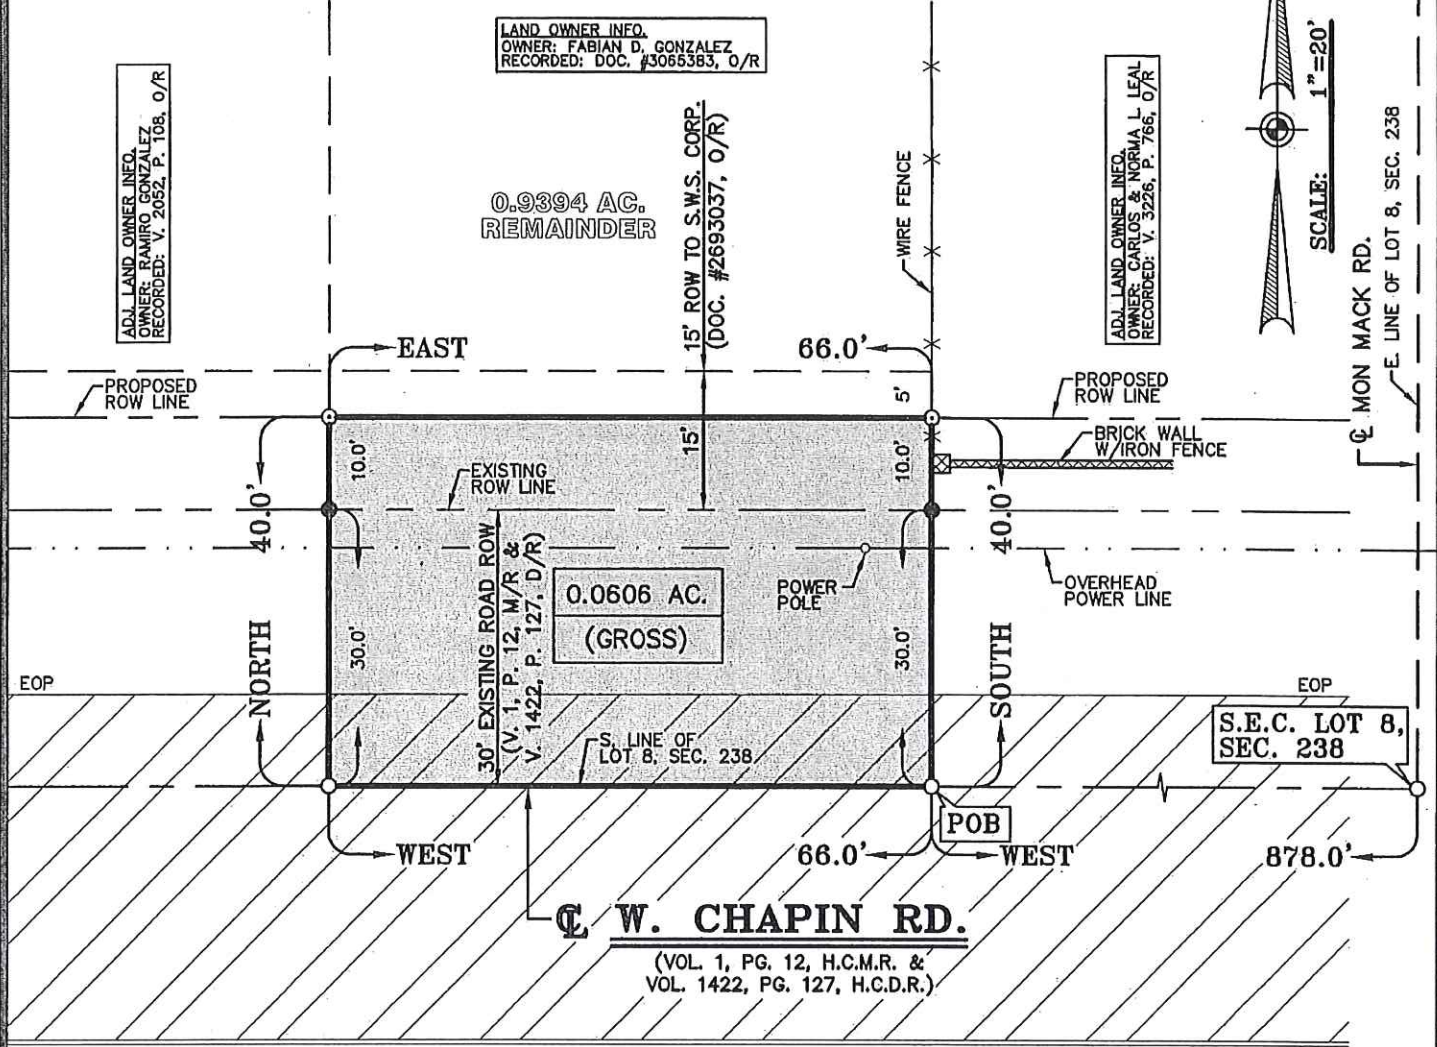 LAND OWNER INFO.
OWNER: FABIAN D. GONZALEZ
RECORDED: DOC. #3065383, O/R
ADJ. LAND OWNER INFO.
OWNER: RAMIRO GONZALEZ
RECORDED: V. 2052, P. 108, O/R
0.9394 AC.
REMAINDER
15' ROW TO S.W.S. CORP.
(DOC. #2693037, O/R)
WIRE FENCE
ADJ. LAND OWNER INFO.
OWNER: CARLOS & NORMA L LEAL
RECORDED: V. 3226, P. 766, O/R
SCALE: 1"=20'
℄ MON MACK RD.
E. LINE OF LOT 8, SEC. 238
EAST
66.0'
PROPOSED
ROW LINE
5'
PROPOSED
ROW LINE
BRICK WALL
W/IRON FENCE
10.0'
15'
10.0'
EXISTING
ROW LINE
40.0'
40.0'
30' EXISTING ROAD ROW
(V. 1, P. 12, M/R &
V. 1422, P. 127, D/R)
0.0606 AC.
(GROSS)
POWER
POLE
OVERHEAD
POWER LINE
NORTH
30.0'
30.0'
SOUTH
EOP
EOP
S. LINE OF
LOT 8, SEC. 238
S.E.C. LOT 8,
SEC. 238
POB
WEST
66.0'
WEST
878.0'
℄ W. CHAPIN RD.
(VOL. 1, PG. 12, H.C.M.R. &
VOL. 1422, PG. 127, H.C.D.R.)